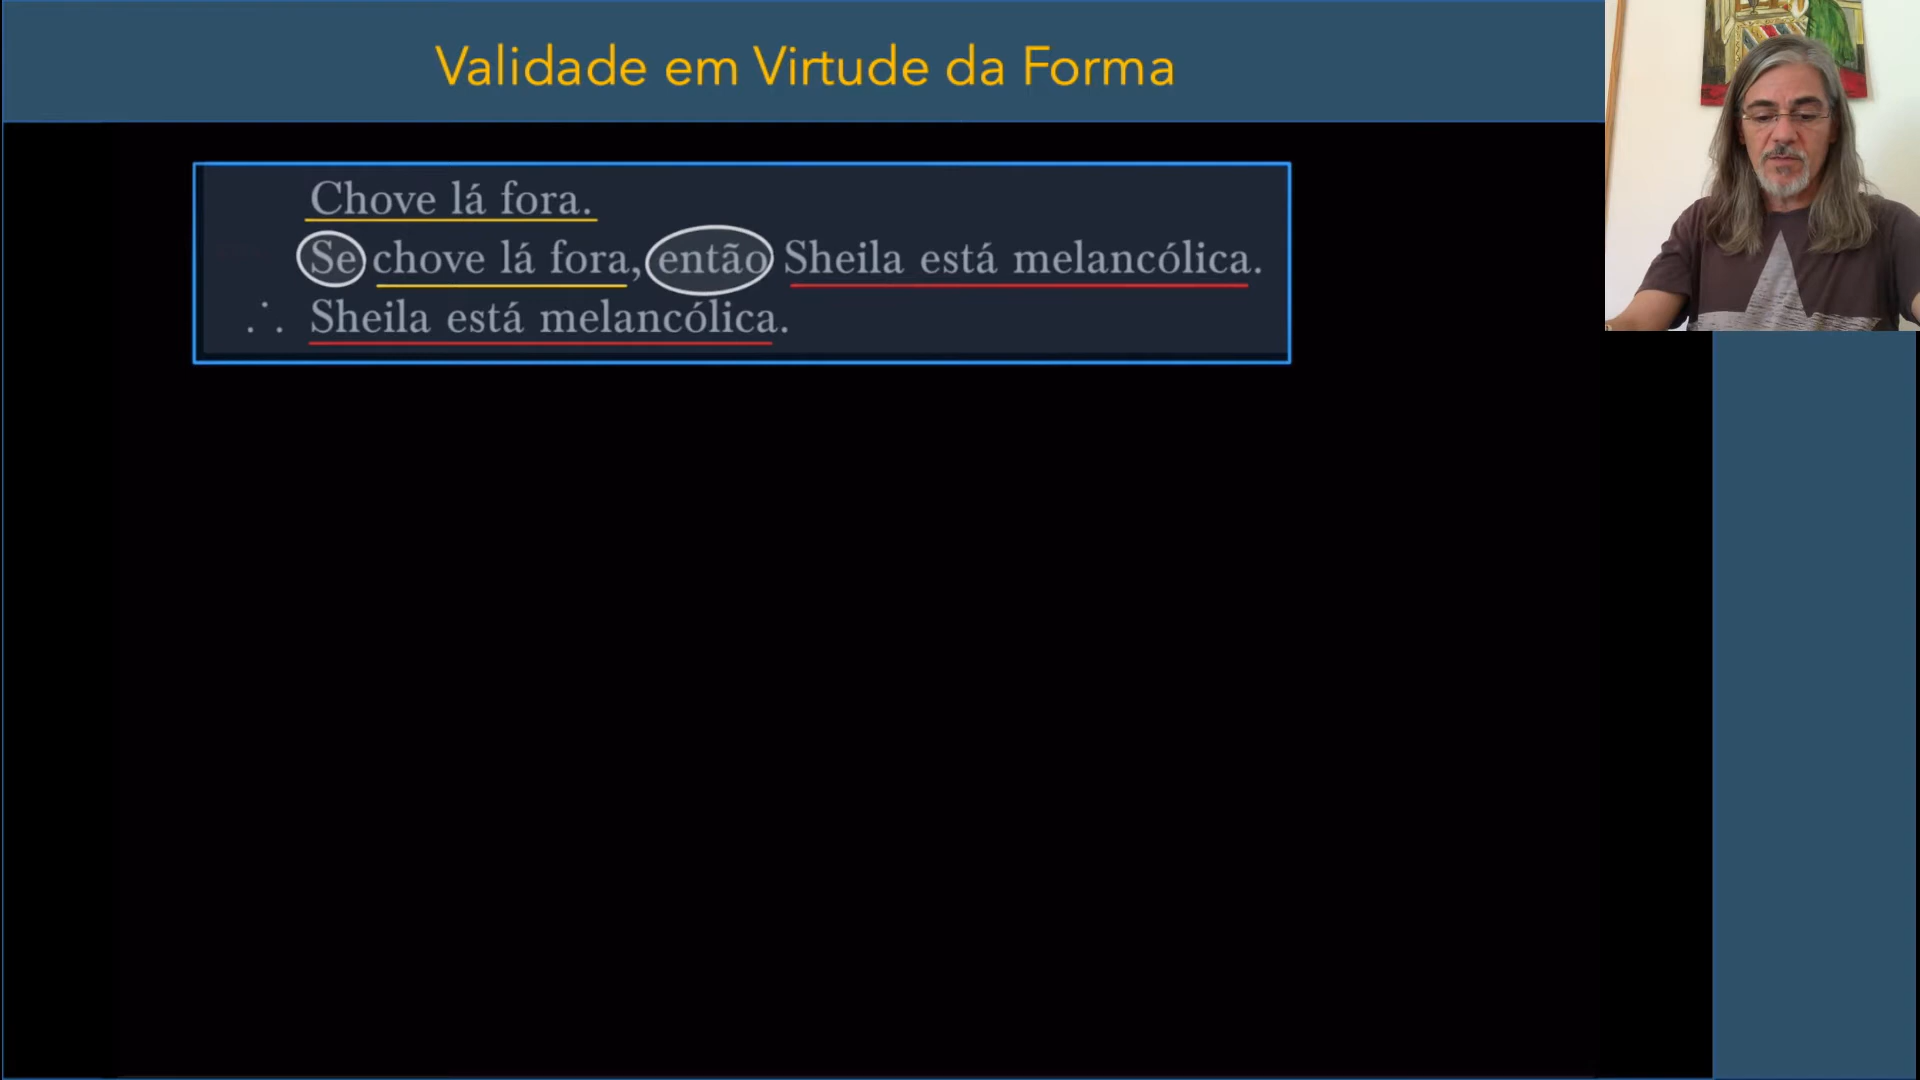 Validade em Virtude da Forma
Chove lá fora.
Se chove lá fora, então Sheila está melancólica.
∴ Sheila está melancólica.